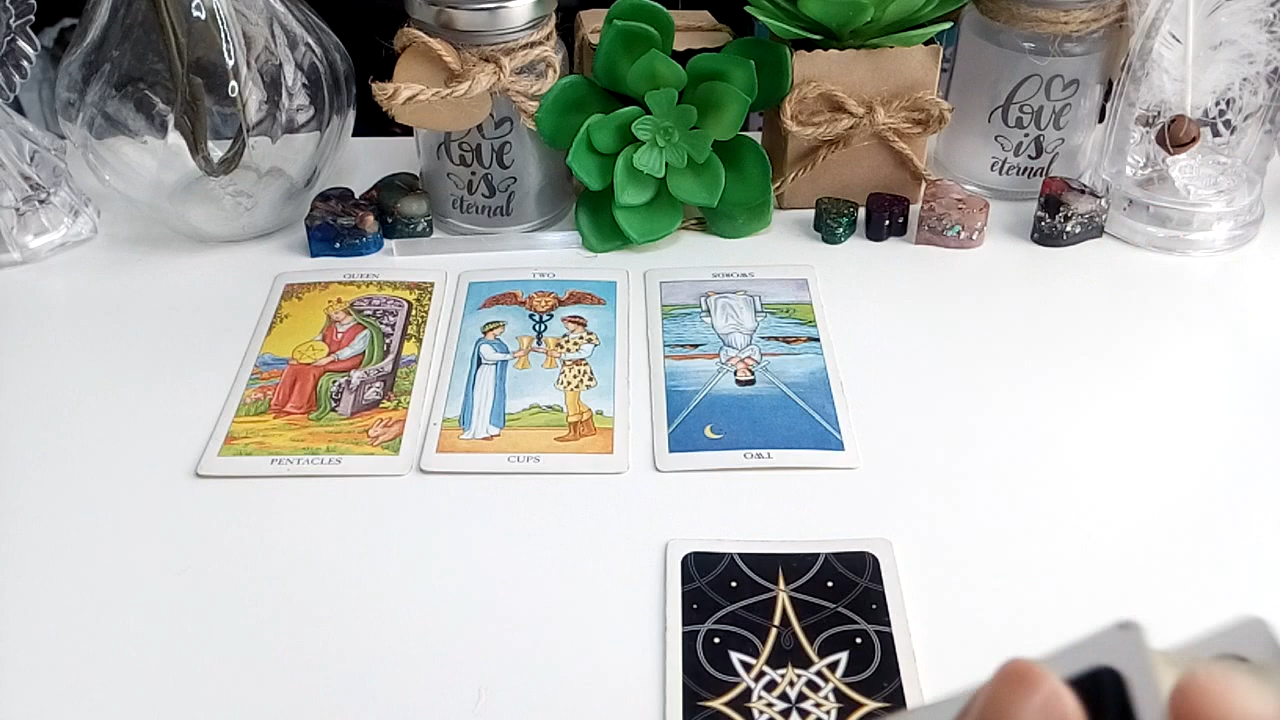 love
is
eternal
love
is
eternal
QUEEN
PENTACLES
TWO
CUPS
SWORDS
TWO